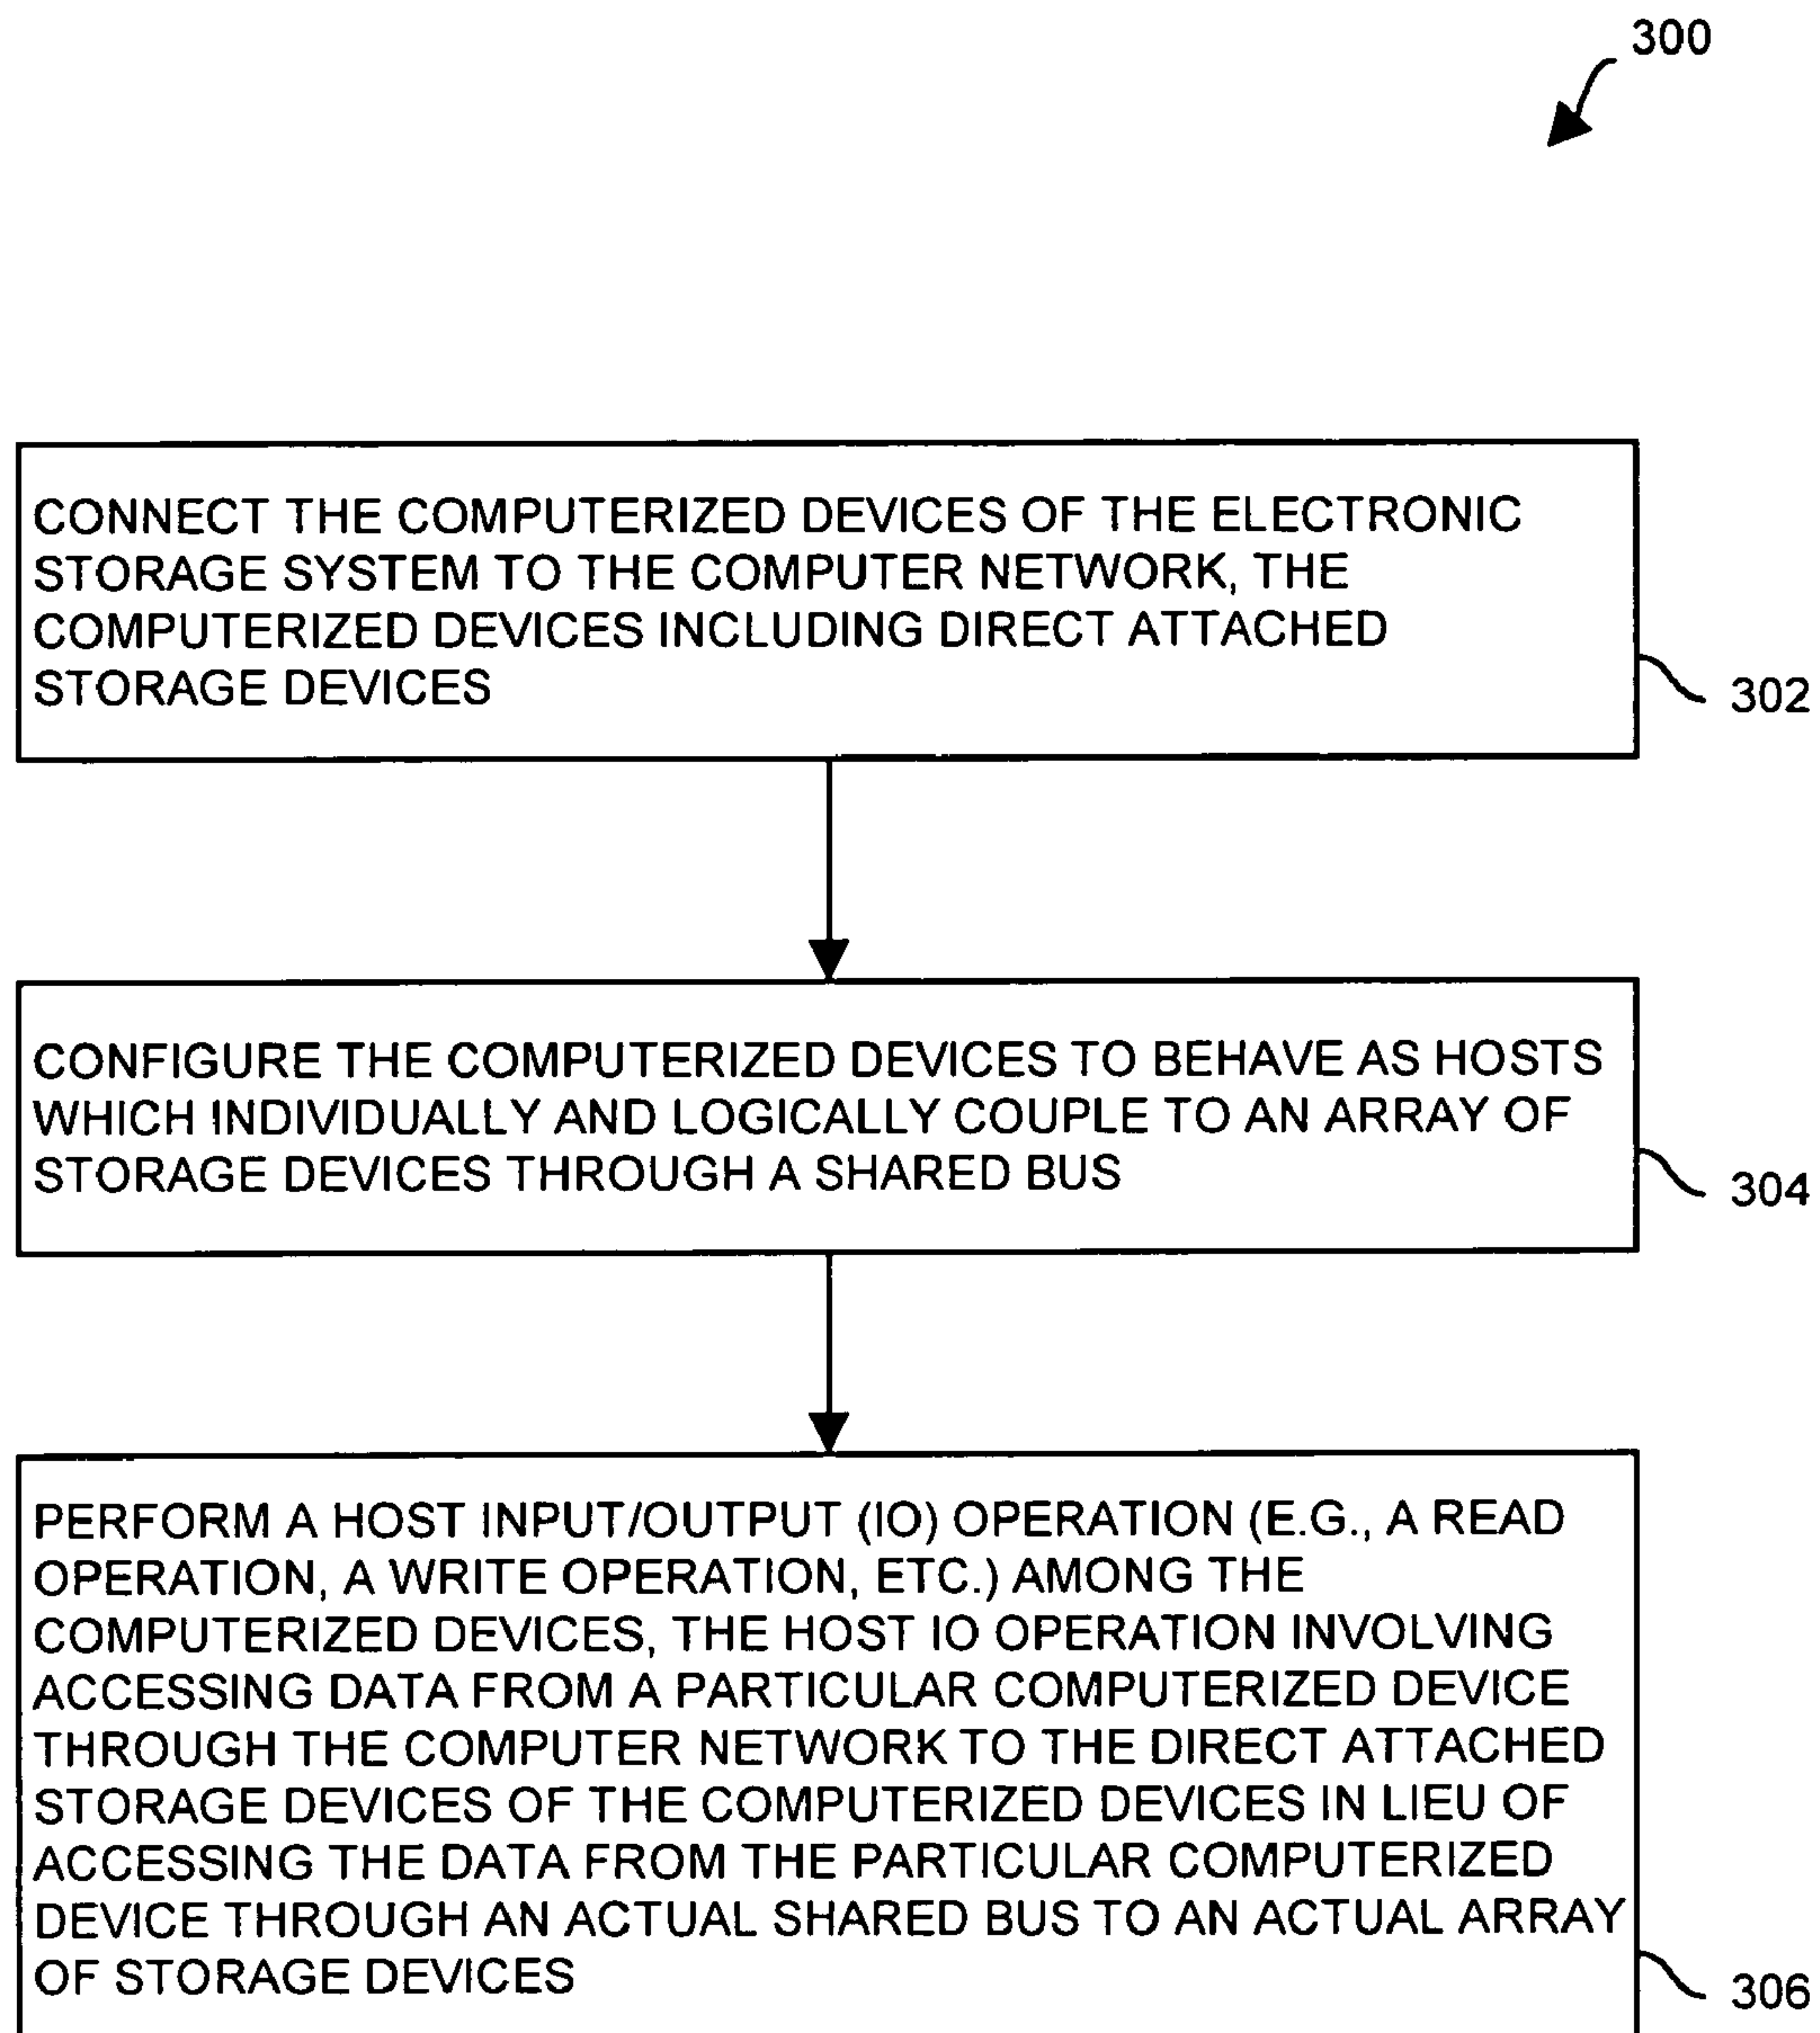 300
CONNECT THE COMPUTERIZED DEVICES OF THE ELECTRONIC
STORAGE SYSTEM TO THE COMPUTER NETWORK, THE
COMPUTERIZED DEVICES INCLUDING DIRECT ATTACHED
STORAGE DEVICES
302
CONFIGURE THE COMPUTERIZED DEVICES TO BEHAVE AS HOSTS
WHICH INDIVIDUALLY AND LOGICALLY COUPLE TO AN ARRAY OF
STORAGE DEVICES THROUGH A SHARED BUS
304
PERFORM A HOST INPUT/OUTPUT (IO) OPERATION (E.G., A READ
OPERATION, A WRITE OPERATION, ETC.) AMONG THE
COMPUTERIZED DEVICES, THE HOST IO OPERATION INVOLVING
ACCESSING DATA FROM A PARTICULAR COMPUTERIZED DEVICE
THROUGH THE COMPUTER NETWORK TO THE DIRECT ATTACHED
STORAGE DEVICES OF THE COMPUTERIZED DEVICES IN LIEU OF
ACCESSING THE DATA FROM THE PARTICULAR COMPUTERIZED
DEVICE THROUGH AN ACTUAL SHARED BUS TO AN ACTUAL ARRAY
OF STORAGE DEVICES
306